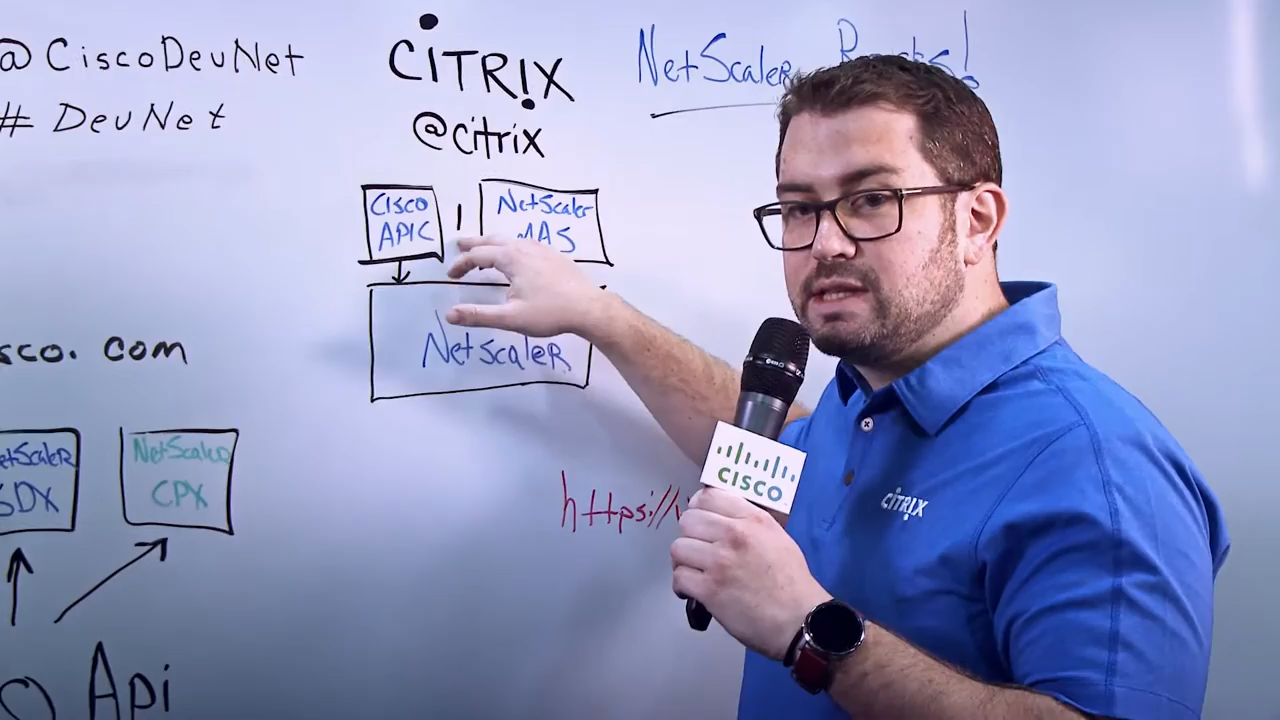 @CiscoDevNet
# DevNet
CiTRiX
@citrix
NetScaler
Cisco
APIC
NetScaler
MAS
NetScaler
sco.com
etScaler
SDX
NetScaler
CPX
https://
Api
CISCO
CiTRiX